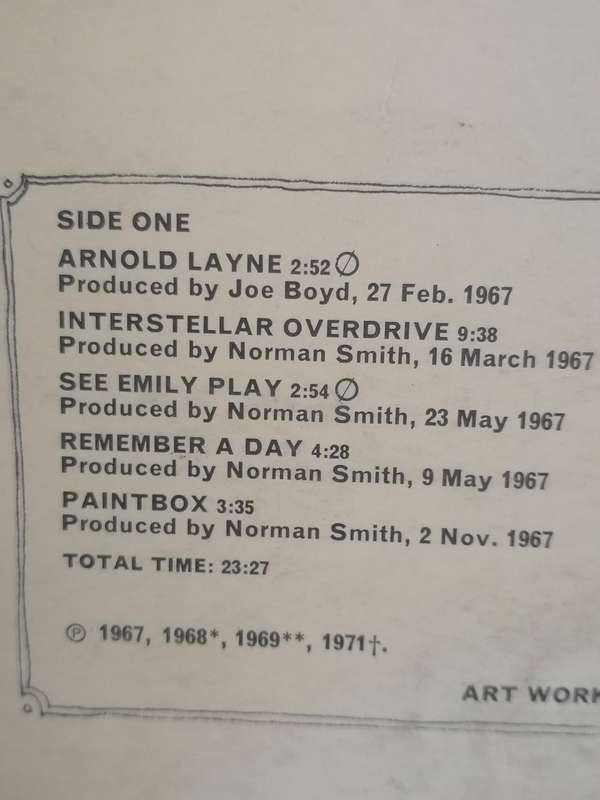 SIDE ONE
ARNOLD LAYNE 2:52 Ø
Produced by Joe Boyd, 27 Feb. 1967
INTERSTELLAR OVERDRIVE 9:38
Produced by Norman Smith, 16 March 1967
SEE EMILY PLAY 2:54 Ø
Produced by Norman Smith, 23 May 1967
REMEMBER A DAY 4:28
Produced by Norman Smith, 9 May 1967
PAINTBOX 3:35
Produced by Norman Smith, 2 Nov. 1967
TOTAL TIME: 23:27
℗ 1967, 1968*, 1969**, 1971†.
ART WORK